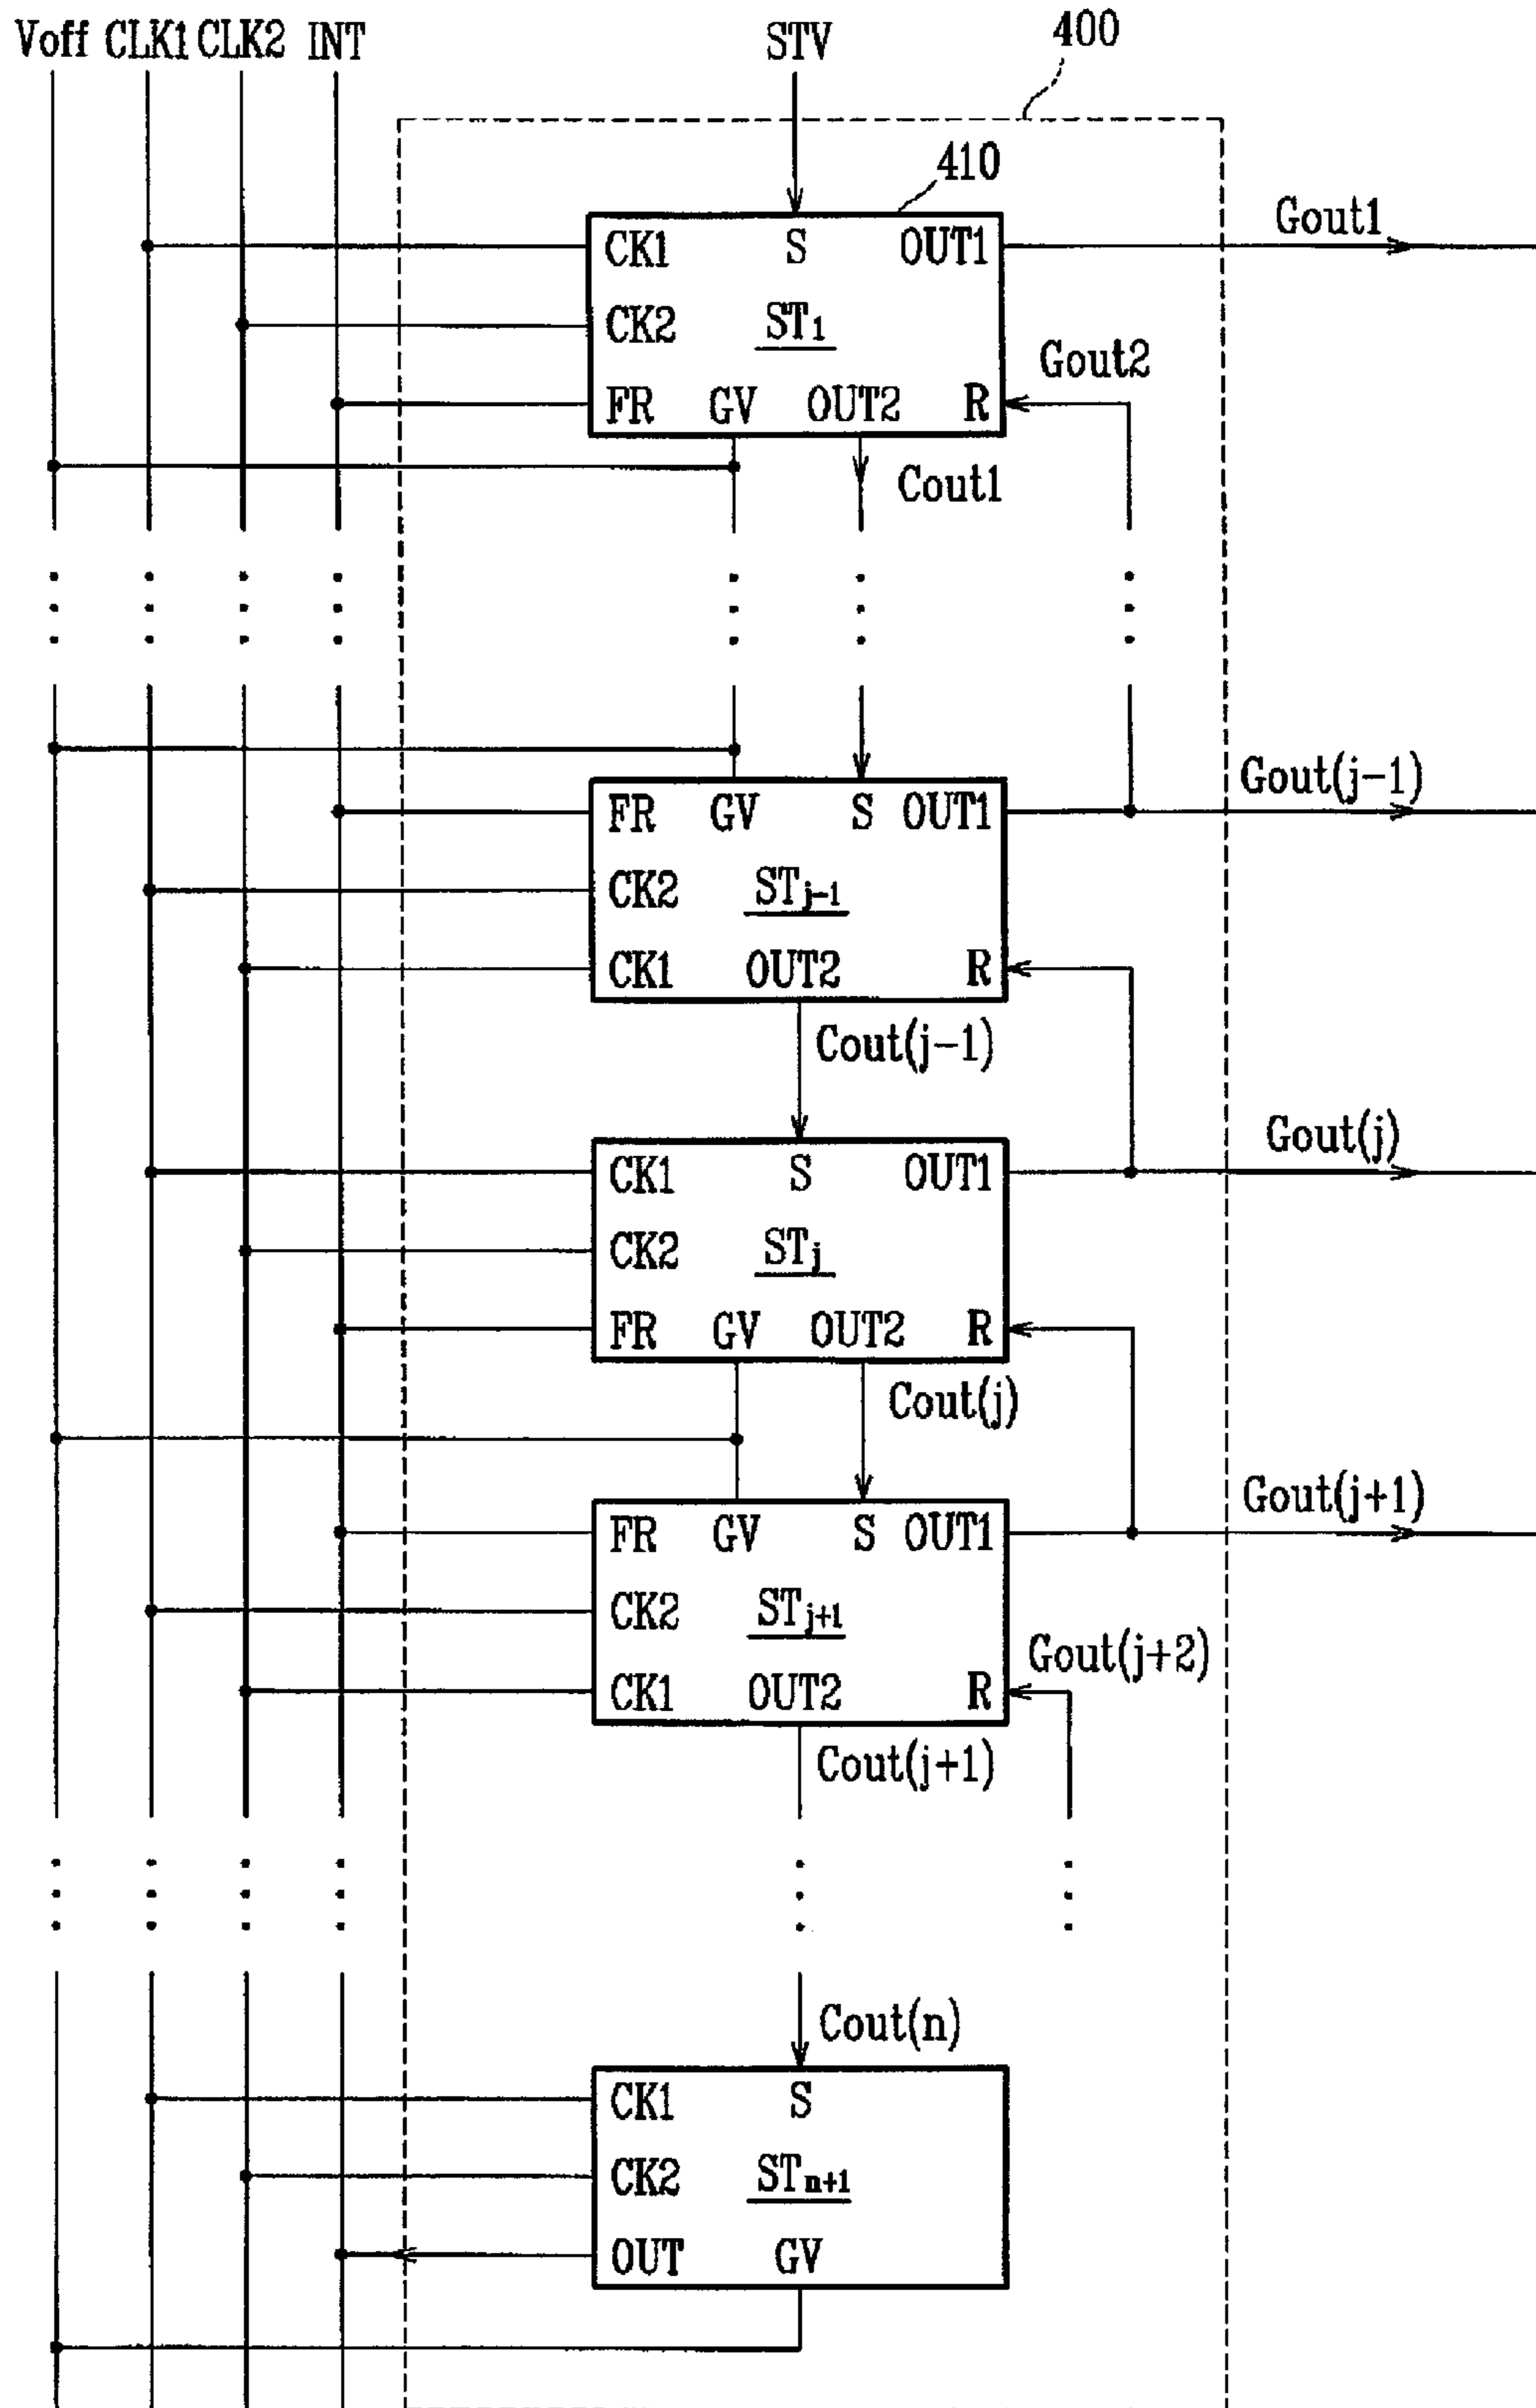 Voff CLK1 CLK2 INT STV 400
410
Gout1
CK1 S OUT1
CK2 ST1
Gout2
FR GV OUT2 R
Cout1
Gout(j-1)
FR GV S OUT1
CK2 STj-1
CK1 OUT2 R
Cout(j-1)
Gout(j)
CK1 S OUT1
CK2 STj
FR GV OUT2 R
Cout(j)
Gout(j+1)
FR GV S OUT1
CK2 STj+1
Gout(j+2)
CK1 OUT2 R
Cout(j+1)
Cout(n)
CK1 S
CK2 STn+1
OUT GV